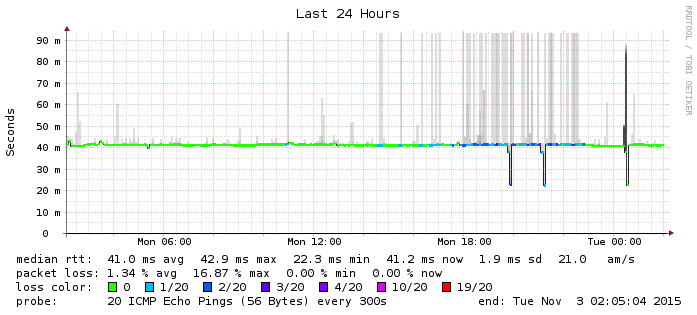 Last 24 Hours
RRDTOOL / TOBI OETIKER
Seconds
90 m
80 m
70 m
60 m
50 m
40 m
30 m
20 m
10 m
0
Mon 06:00 Mon 12:00 Mon 18:00 Tue 00:00
median rtt: 41.0 ms avg 42.9 ms max 22.3 ms min 41.2 ms now 1.9 ms sd 21.0 am/s
packet loss: 1.34 % avg 16.87 % max 0.00 % min 0.00 % now
loss color: 0 1/20 2/20 3/20 4/20 10/20 19/20
probe: 20 ICMP Echo Pings (56 Bytes) every 300s end: Tue Nov 3 02:05:04 2015